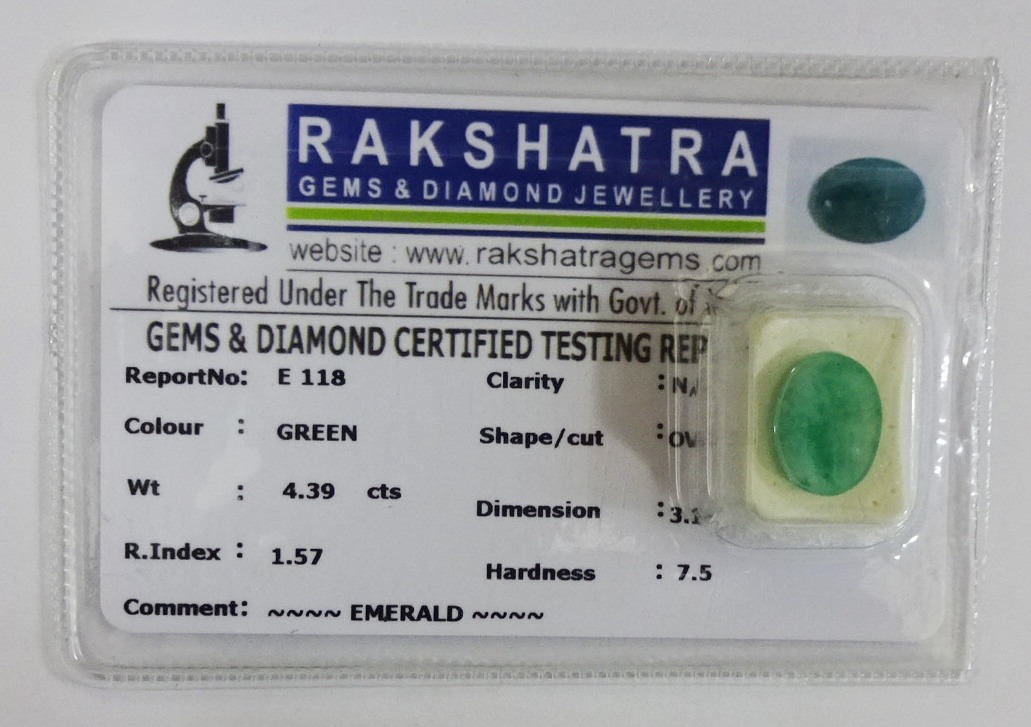 RAKSHATRA
GEMS & DIAMOND JEWELLERY
website : www.rakshatragems.com
Registered Under The Trade Marks with Govt. of
GEMS & DIAMOND CERTIFIED TESTING
ReportNo: E 118
Clarity :
Colour : GREEN
Shape/cut :
Wt : 4.39 cts
Dimension :
R.Index : 1.57
Hardness : 7.5
Comment: ~~~~ EMERALD ~~~~